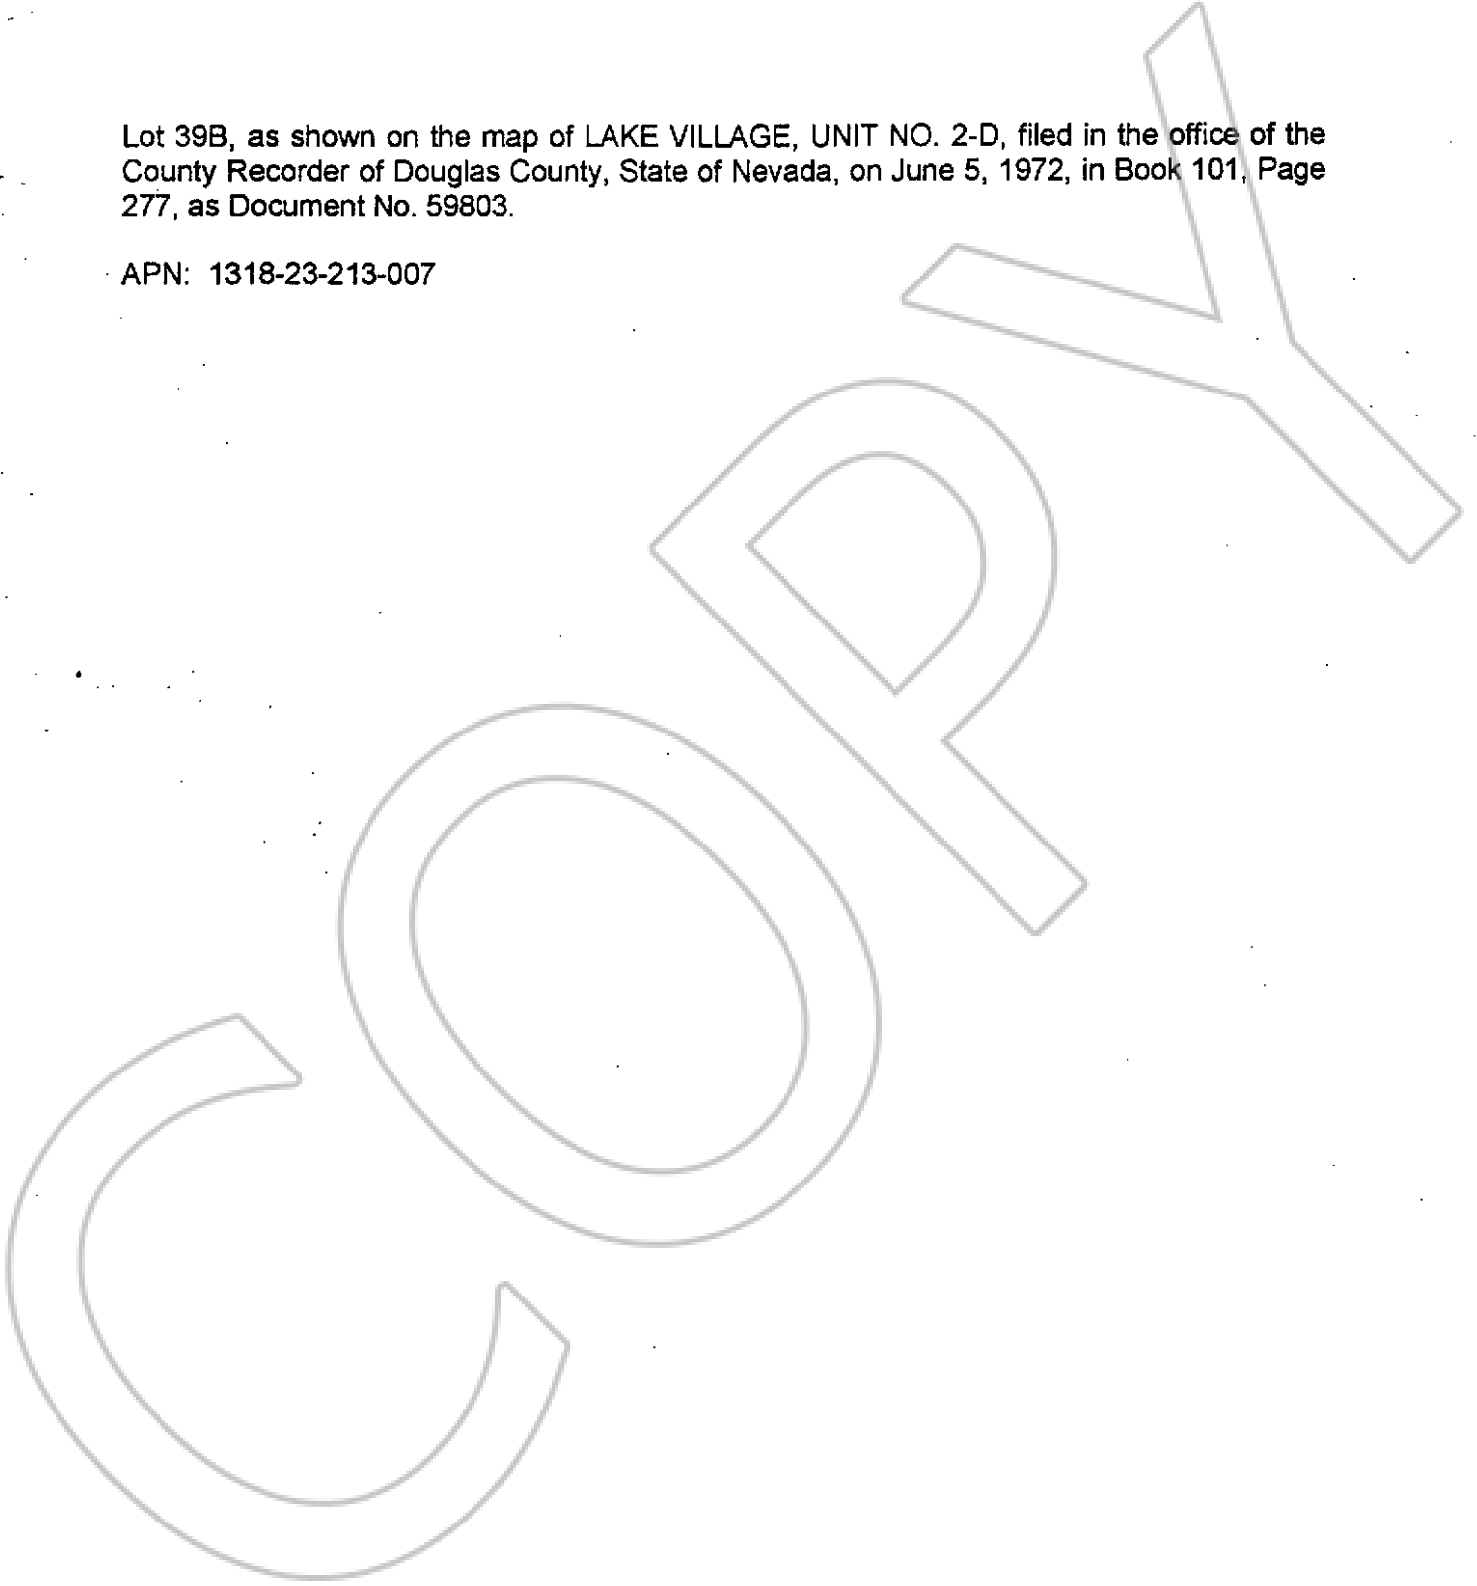 Lot 39B, as shown on the map of LAKE VILLAGE, UNIT NO. 2-D, filed in the office of the
County Recorder of Douglas County, State of Nevada, on June 5, 1972, in Book 101, Page
277, as Document No. 59803.
APN: 1318-23-213-007
COPY